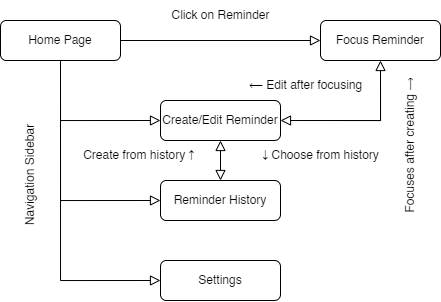 Click on Reminder
Home Page
Focus Reminder
← Edit after focusing
Focuses after creating →
Create/Edit Reminder
Navigation Sidebar
Create from history ↑
↓ Choose from history
Reminder History
Settings